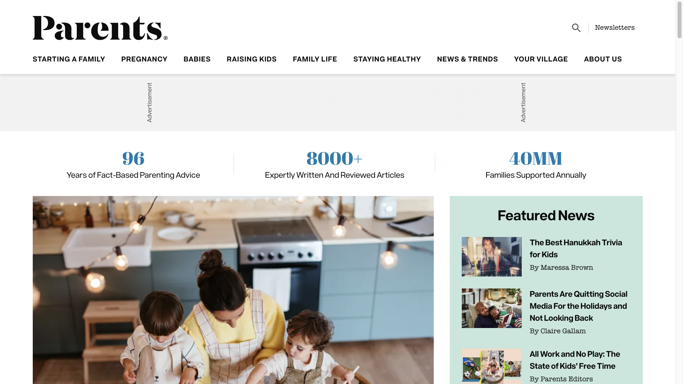 Parents.®
Newsletters
STARTING A FAMILY PREGNANCY BABIES RAISING KIDS FAMILY LIFE STAYING HEALTHY NEWS & TRENDS YOUR VILLAGE ABOUT US
Advertisement
Advertisement
96
Years of Fact-Based Parenting Advice
8000+
Expertly Written And Reviewed Articles
40MM
Families Supported Annually
Featured News
The Best Hanukkah Trivia
for Kids
By Maressa Brown
Parents Are Quitting Social
Media For the Holidays and
Not Looking Back
By Claire Gallam
All Work and No Play: The
State of Kids' Free Time
By Parents Editors